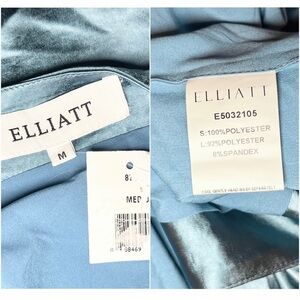 ELLIATT
M
MED
ELLIATT
E5032105
S:100%POLYESTER
L:92%POLYESTER
8%SPANDEX